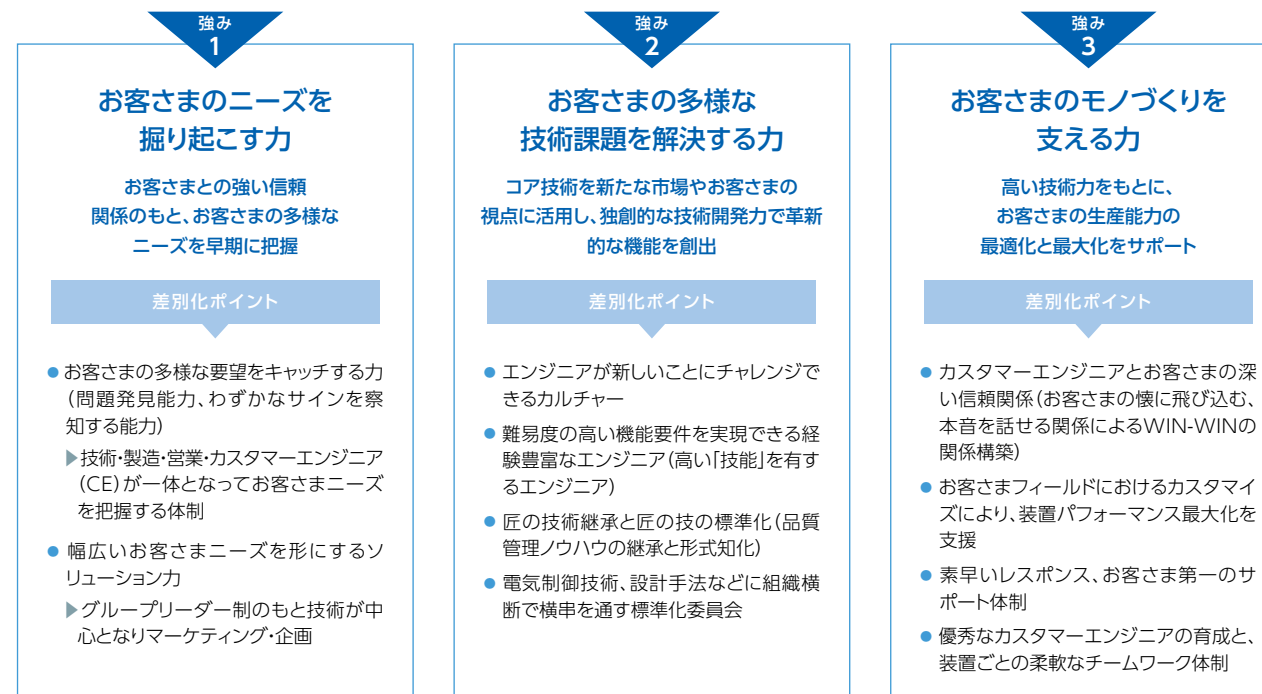 強み
1
お客さまのニーズを
掘り起こす力
お客さまとの強い信頼
関係のもと、お客さまの多様な
ニーズを早期に把握
差別化ポイント
● お客さまの多様な要望をキャッチする力
（問題発見能力、わずかなサインを察
知する能力）
▶技術・製造・営業・カスタマーエンジニア
（CE）が一体となってお客さまニーズ
を把握する体制
● 幅広いお客さまニーズを形にするソ
リューション力
▶グループリーダー制のもと技術が中
心となりマーケティング・企画
強み
2
お客さまの多様な
技術課題を解決する力
コア技術を新たな市場やお客さまの
視点に活用し、独創的な技術開発力で革新
的な機能を創出
差別化ポイント
● エンジニアが新しいことにチャレンジで
きるカルチャー
● 難易度の高い機能要件を実現できる経
験豊富なエンジニア（高い「技能」を有す
るエンジニア）
● 匠の技術継承と匠の技の標準化（品質
管理ノウハウの継承と形式知化）
● 電気制御技術、設計手法などに組織横
断で横串を通す標準化委員会
強み
3
お客さまのモノづくりを
支える力
高い技術力をもとに、
お客さまの生産能力の
最適化と最大化をサポート
差別化ポイント
● カスタマーエンジニアとお客さまの深
い信頼関係（お客さまの懐に飛び込む、
本音を話せる関係によるWIN-WINの
関係構築）
● お客さまフィールドにおけるカスタマイ
ズにより、装置パフォーマンス最大化を
支援
● 素早いレスポンス、お客さま第一のサ
ポート体制
● 優秀なカスタマーエンジニアの育成と、
装置ごとの柔軟なチームワーク体制